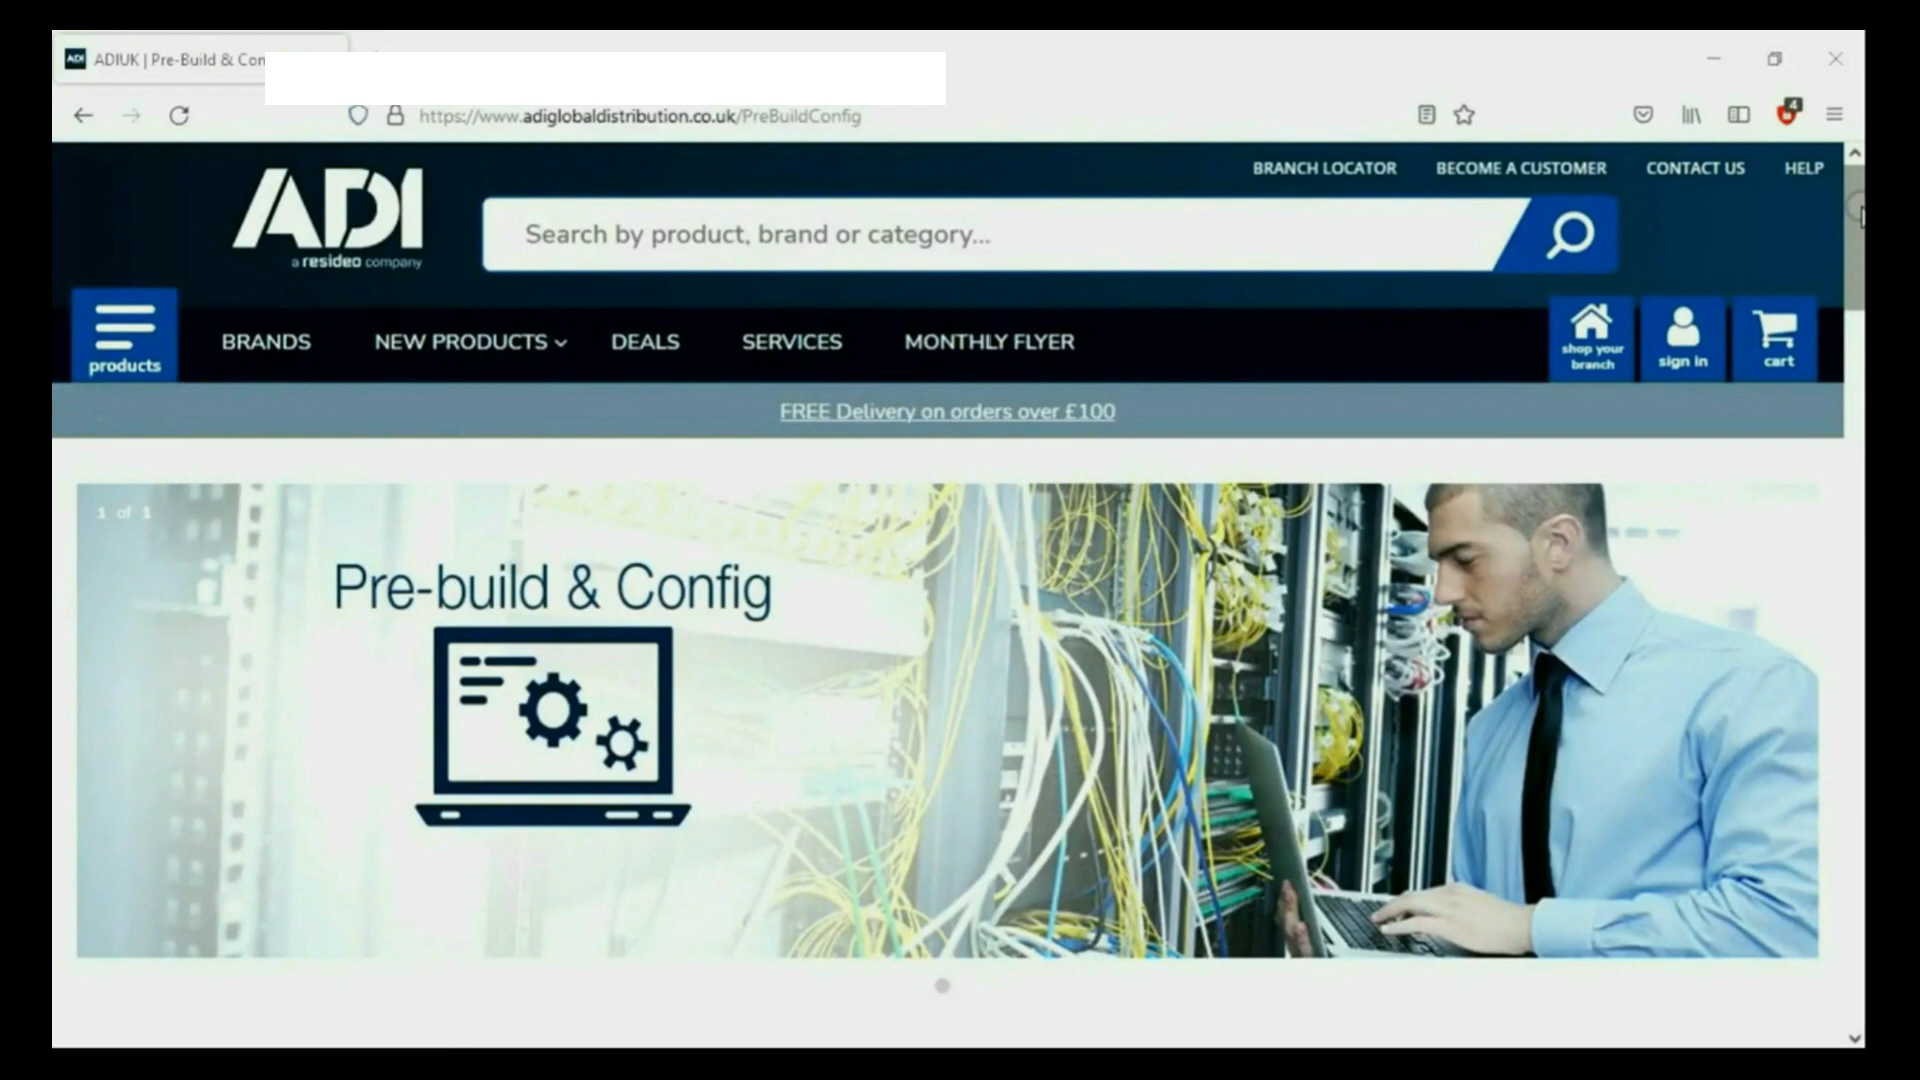 ADIUK | Pre-Build & Con
https://www.adiglobaldistribution.co.uk/PreBuildConfig
4
BRANCH LOCATOR BECOME A CUSTOMER CONTACT US HELP
ADI
a resideo company
Search by product, brand or category...
products
BRANDS NEW PRODUCTS DEALS SERVICES MONTHLY FLYER
shop your branch
sign in
cart
FREE Delivery on orders over £100
1 of 1
Pre-build & Config